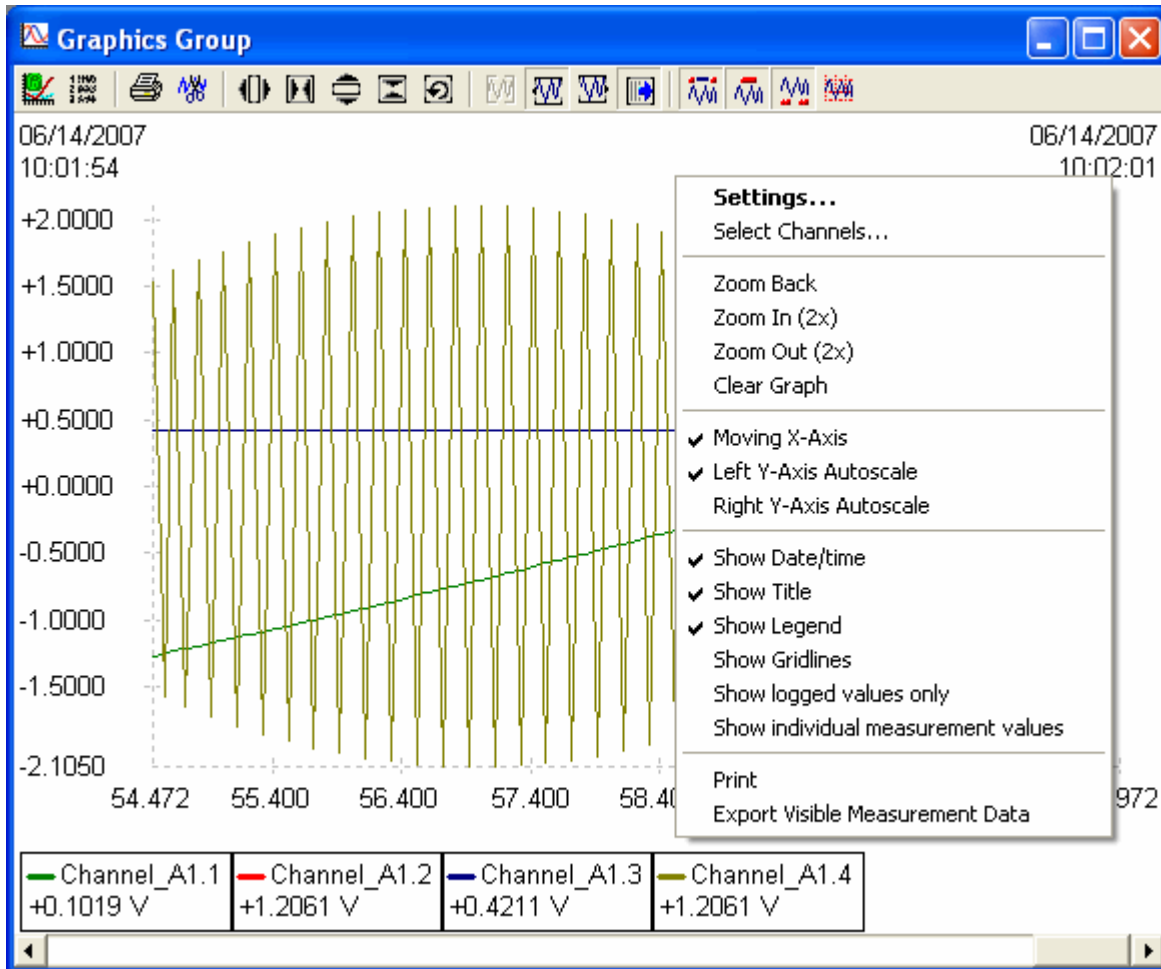 Graphics Group
06/14/2007 06/14/2007
10:01:54 10:02:01
+2.0000
+1.5000
+1.0000
+0.5000
+0.0000
-0.5000
-1.0000
-1.5000
-2.1050
54.472 55.400 56.400 57.400 58.40 972
Settings...
Select Channels...
Zoom Back
Zoom In (2x)
Zoom Out (2x)
Clear Graph
Moving X-Axis
Left Y-Axis Autoscale
Right Y-Axis Autoscale
Show Date/time
Show Title
Show Legend
Show Gridlines
Show logged values only
Show individual measurement values
Print
Export Visible Measurement Data
Channel_A1.1 Channel_A1.2 Channel_A1.3 Channel_A1.4
+0.1019 V +1.2061 V +0.4211 V +1.2061 V